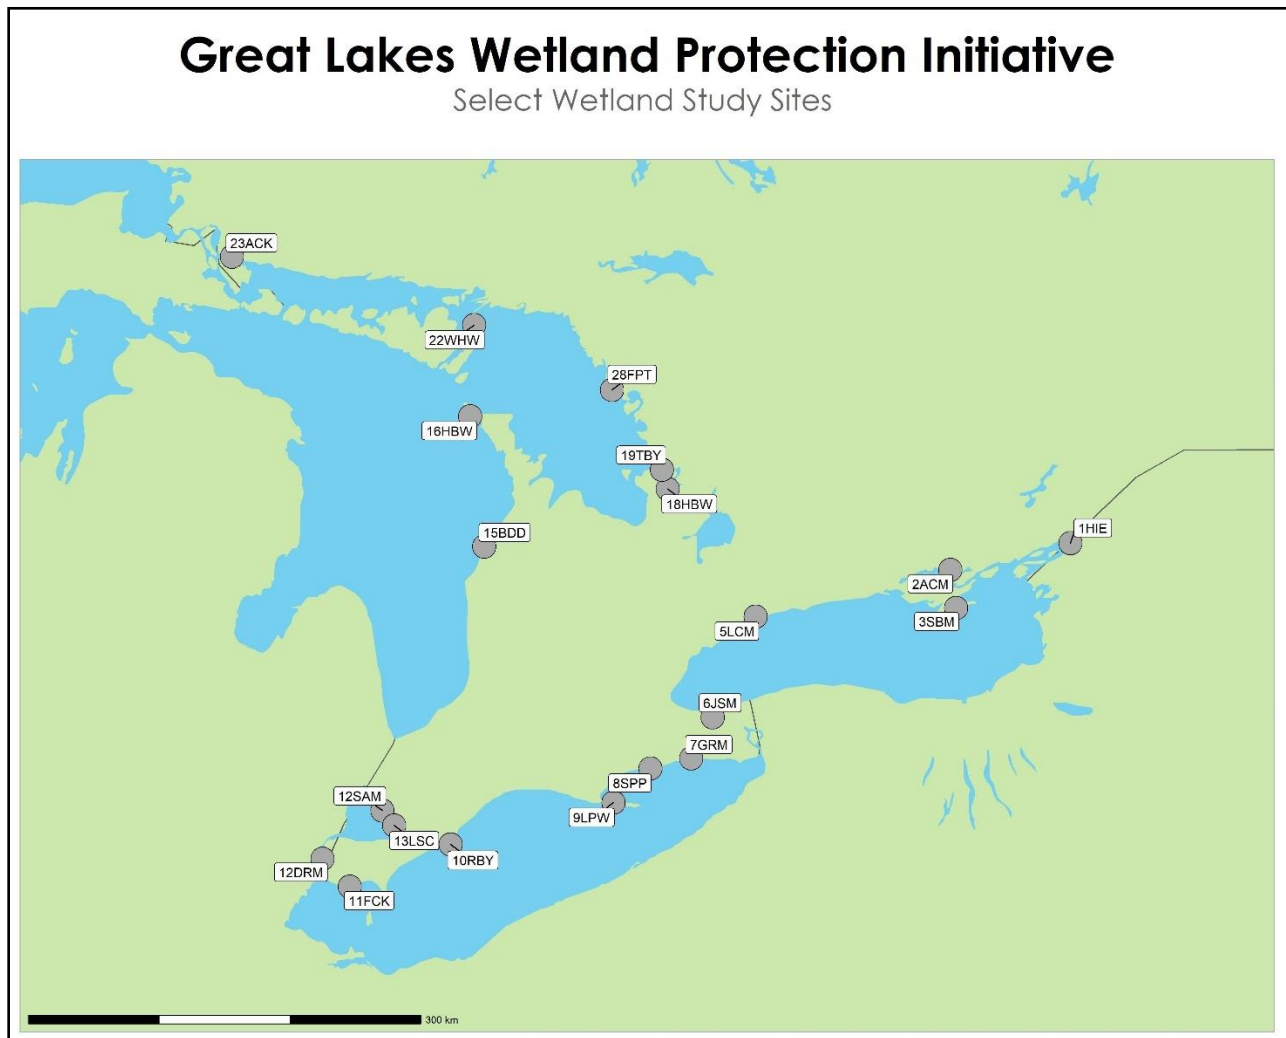 Great Lakes Wetland Protection Initiative
Select Wetland Study Sites
23ACK
22WHW
28FPT
16HBW
19TBY
18HBW
15BDD
1HIE
2ACM
3SBM
5LCM
6JSM
7GRM
8SPP
9LPW
12SAM
13LSC
10RBY
12DRM
11FCK
300 km